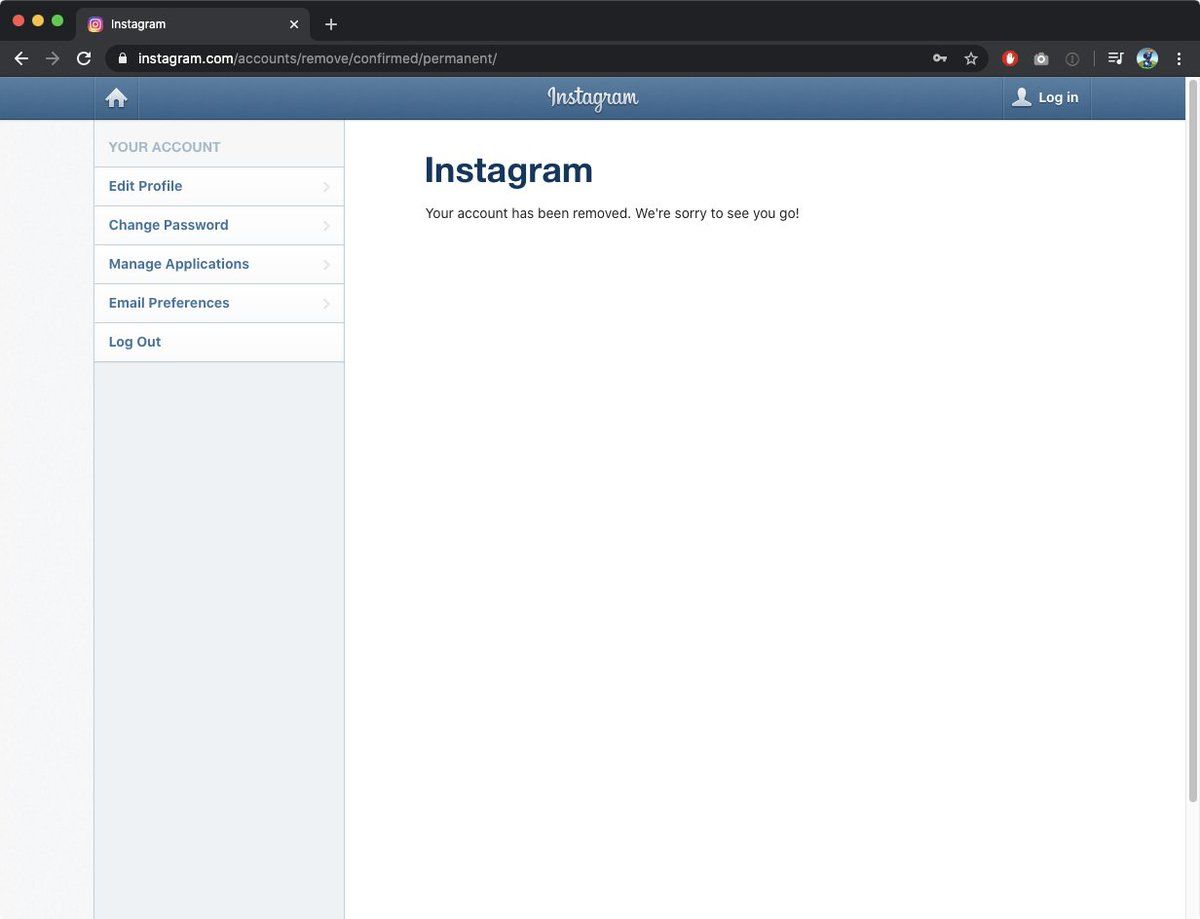 Instagram
instagram.com/accounts/remove/confirmed/permanent/
Instagram
Log in
YOUR ACCOUNT
Edit Profile
Change Password
Manage Applications
Email Preferences
Log Out
Instagram
Your account has been removed. We're sorry to see you go!